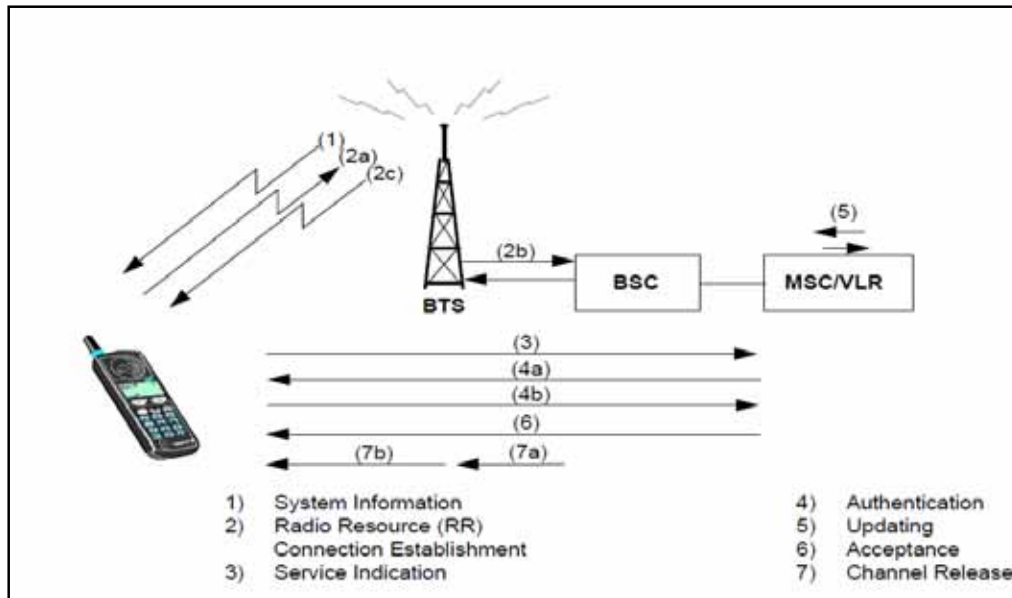 (1)
(2a)
(2c)
(5)
(2b)
BSC
MSC/VLR
BTS
(3)
(4a)
(4b)
(6)
(7b)
(7a)
1) System Information
2) Radio Resource (RR)
Connection Establishment
3) Service Indication
4) Authentication
5) Updating
6) Acceptance
7) Channel Release